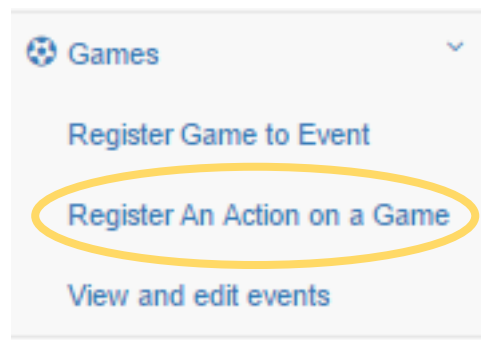 Games
Register Game to Event
Register An Action on a Game
View and edit events